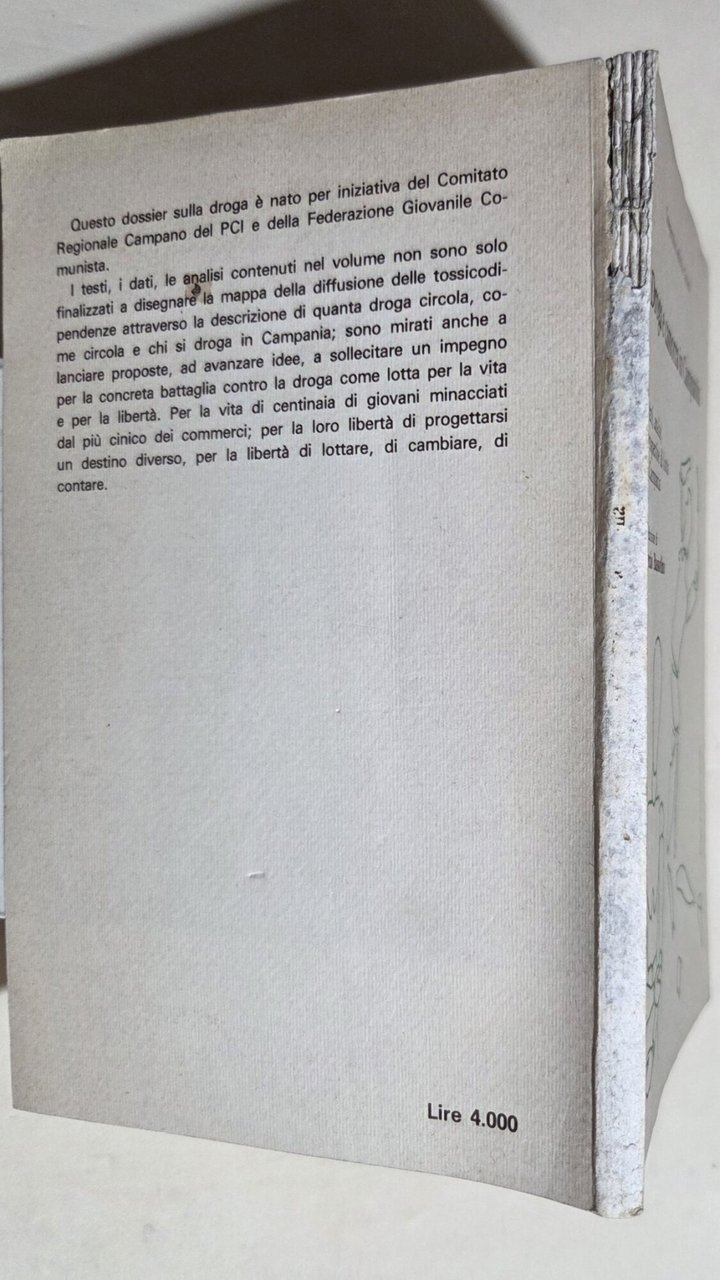 Questo dossier sulla droga è nato per iniziativa del Comitato
Regionale Campano del PCI e della Federazione Giovanile Co-
munista.
I testi, i dati, le analisi contenuti nel volume non sono solo
finalizzati a disegnare la mappa della diffusione delle tossicodi-
pendenze attraverso la descrizione di quanta droga circola, co-
me circola e chi si droga in Campania; sono mirati anche a
lanciare proposte, ad avanzare idee, a sollecitare un impegno
per la concreta battaglia contro la droga come lotta per la vita
e per la libertà. Per la vita di centinaia di giovani minacciati
dal più cinico dei commerci; per la loro libertà di progettarsi
un destino diverso, per la libertà di lottare, di cambiare, di
contare.
Lire 4.000